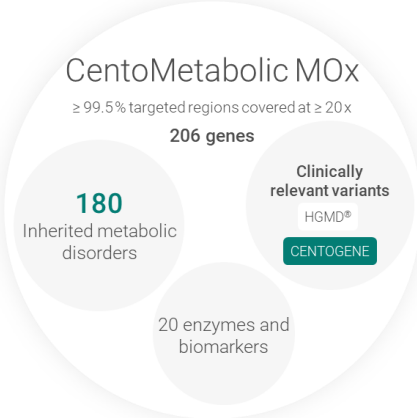 CentoMetabolic MOx
≥ 99.5% targeted regions covered at ≥ 20x
206 genes
180
Inherited metabolic
disorders
Clinically
relevant variants
HGMD®
CENTOGENE
20 enzymes and
biomarkers